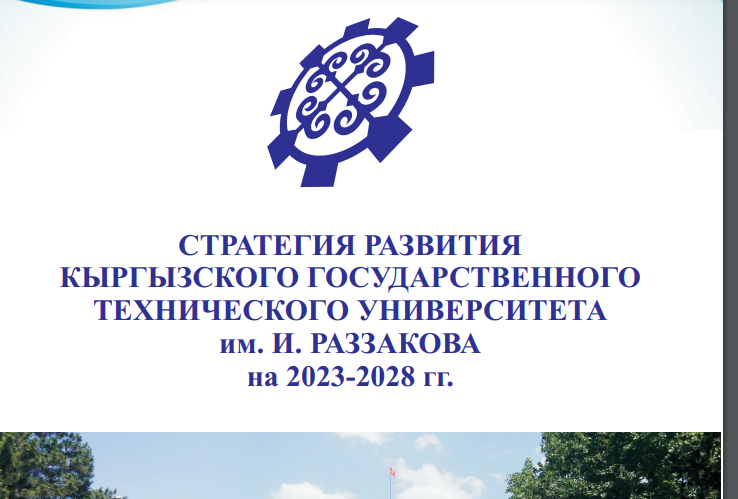 СТРАТЕГИЯ РАЗВИТИЯ
КЫРГЫЗСКОГО ГОСУДАРСТВЕННОГО
ТЕХНИЧЕСКОГО УНИВЕРСИТЕТА
им. И. РАЗЗАКОВА
на 2023-2028 гг.